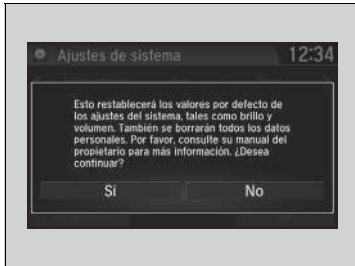 Ajustes de sistema
12:34
Esto restablecerá los valores por defecto de
los ajustes del sistema, tales como brillo y
volumen. También se borrarán todos los datos
personales. Por favor, consulte su manual del
propietario para más información. ¿Desea
continuar?
Sí
No